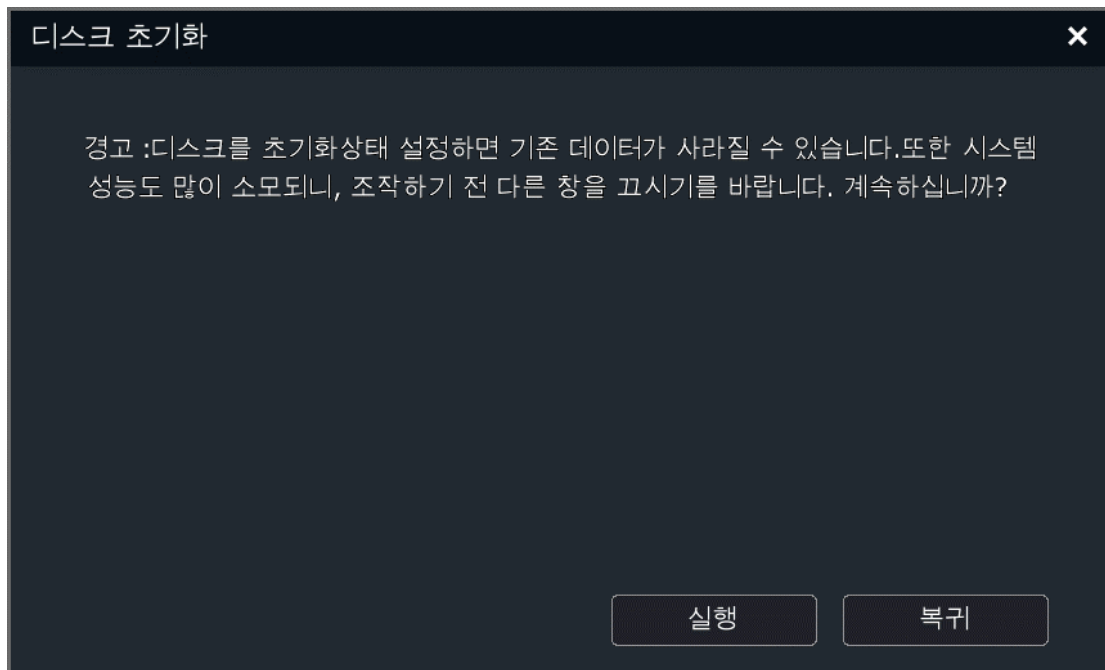 디스크 초기화
경고 :디스크를 초기화상태 설정하면 기존 데이터가 사라질 수 있습니다.또한 시스템
성능도 많이 소모되니, 조작하기 전 다른 창을 끄시기를 바랍니다. 계속하십니까?
실행 복귀